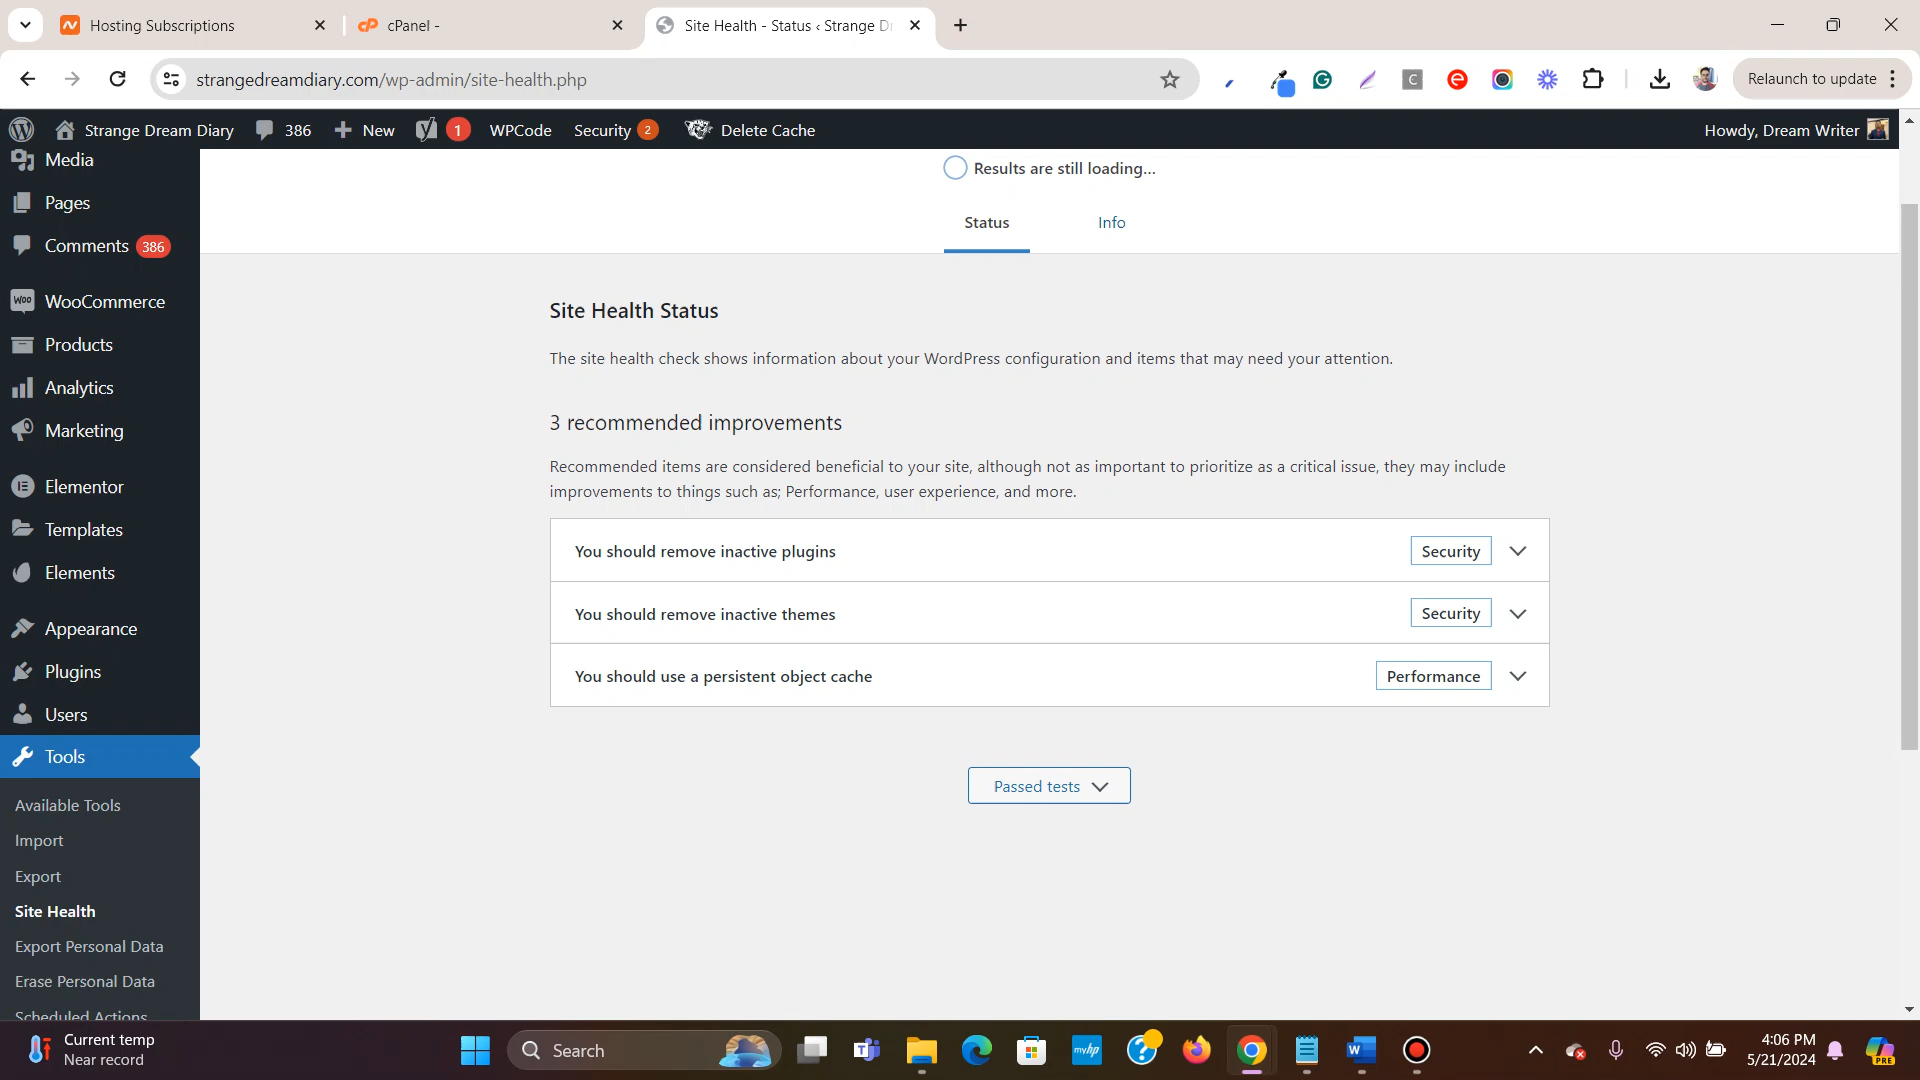 Hosting Subscriptions
cPanel -
Site Health - Status ‹ Strange Dr
strangedreamdiary.com/wp-admin/site-health.php
Relaunch to update
Strange Dream Diary
386
New
1
WPCode
Security 2
Delete Cache
Howdy, Dream Writer
Media
Pages
Comments 386
WooCommerce
Products
Analytics
Marketing
Elementor
Templates
Elements
Appearance
Plugins
Users
Tools
Available Tools
Import
Export
Site Health
Export Personal Data
Erase Personal Data
Scheduled Actions
Results are still loading...
Status
Info
Site Health Status
The site health check shows information about your WordPress configuration and items that may need your attention.
3 recommended improvements
Recommended items are considered beneficial to your site, although not as important to prioritize as a critical issue, they may include
improvements to things such as; Performance, user experience, and more.
You should remove inactive plugins
Security
You should remove inactive themes
Security
You should use a persistent object cache
Performance
Passed tests
Current temp
Near record
Search
4:06 PM
5/21/2024